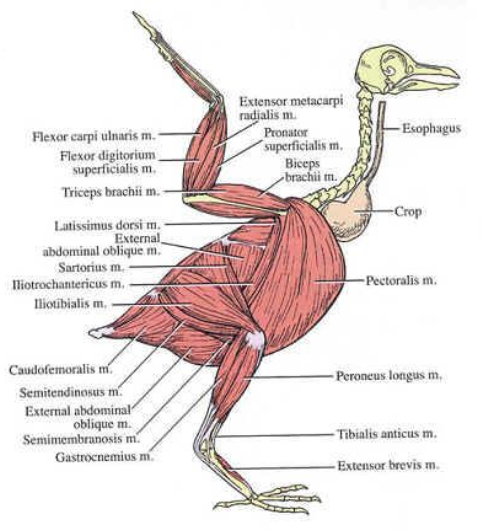 Extensor metacarpi
radialis m.
Flexor carpi ulnaris m.
Pronator
superficialis m.
Esophagus
Flexor digitorium
superficialis m.
Biceps
brachii m.
Triceps brachii m.
Crop
Latissimus dorsi m.
External
abdominal oblique m.
Sartorius m.
Iliotrochantericus m.
Pectoralis m.
Iliotibialis m.
Caudofemoralis m.
Peroneus longus m.
Semitendinosus m.
External abdominal
oblique m.
Semimembranosis m.
Tibialis anticus m.
Gastrocnemius m.
Extensor brevis m.